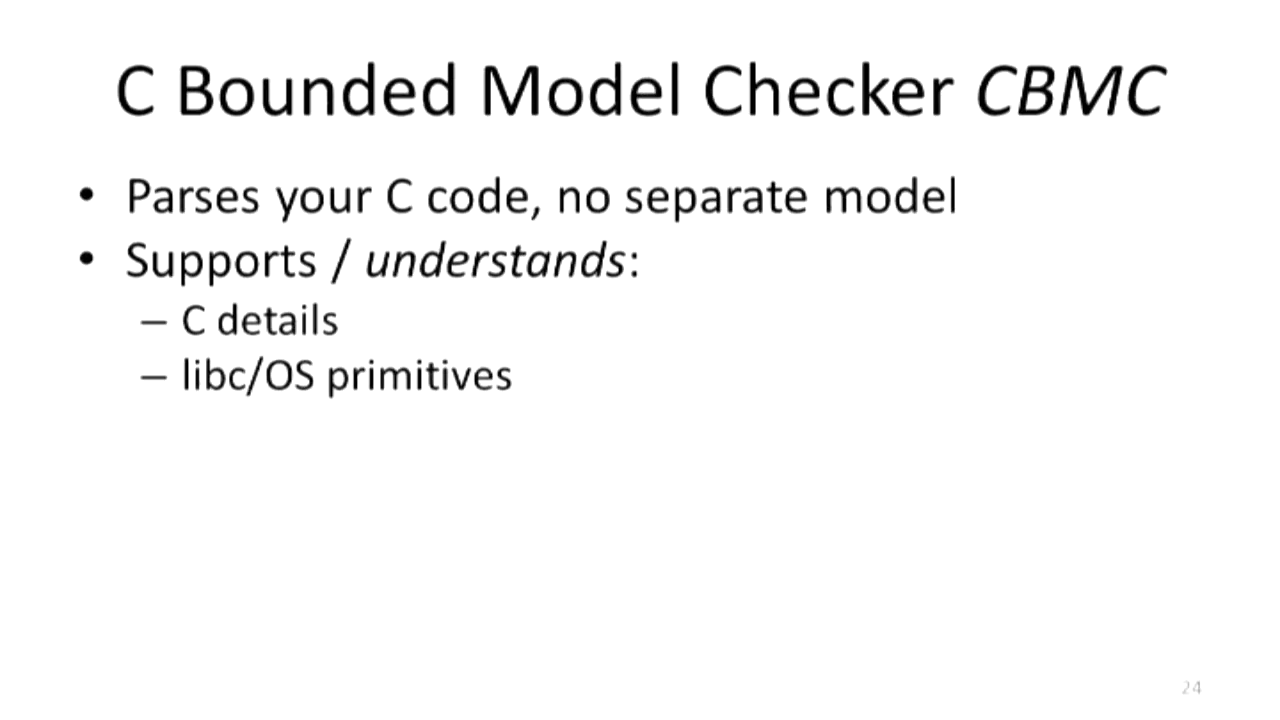 C Bounded Model Checker CBMC
• Parses your C code, no separate model
• Supports / understands:
– C details
– libc/OS primitives
24